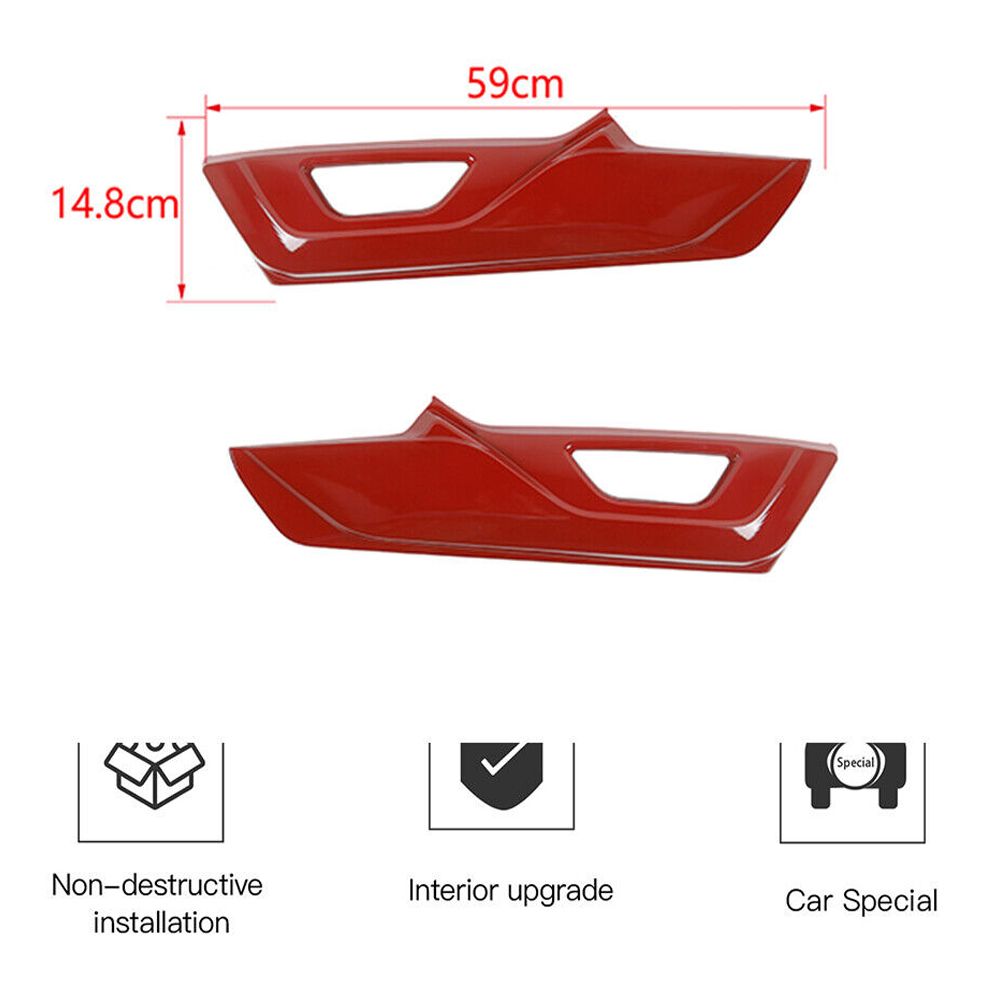 59cm
14.8cm
Special
Non-destructive
installation
Interior upgrade
Car Special